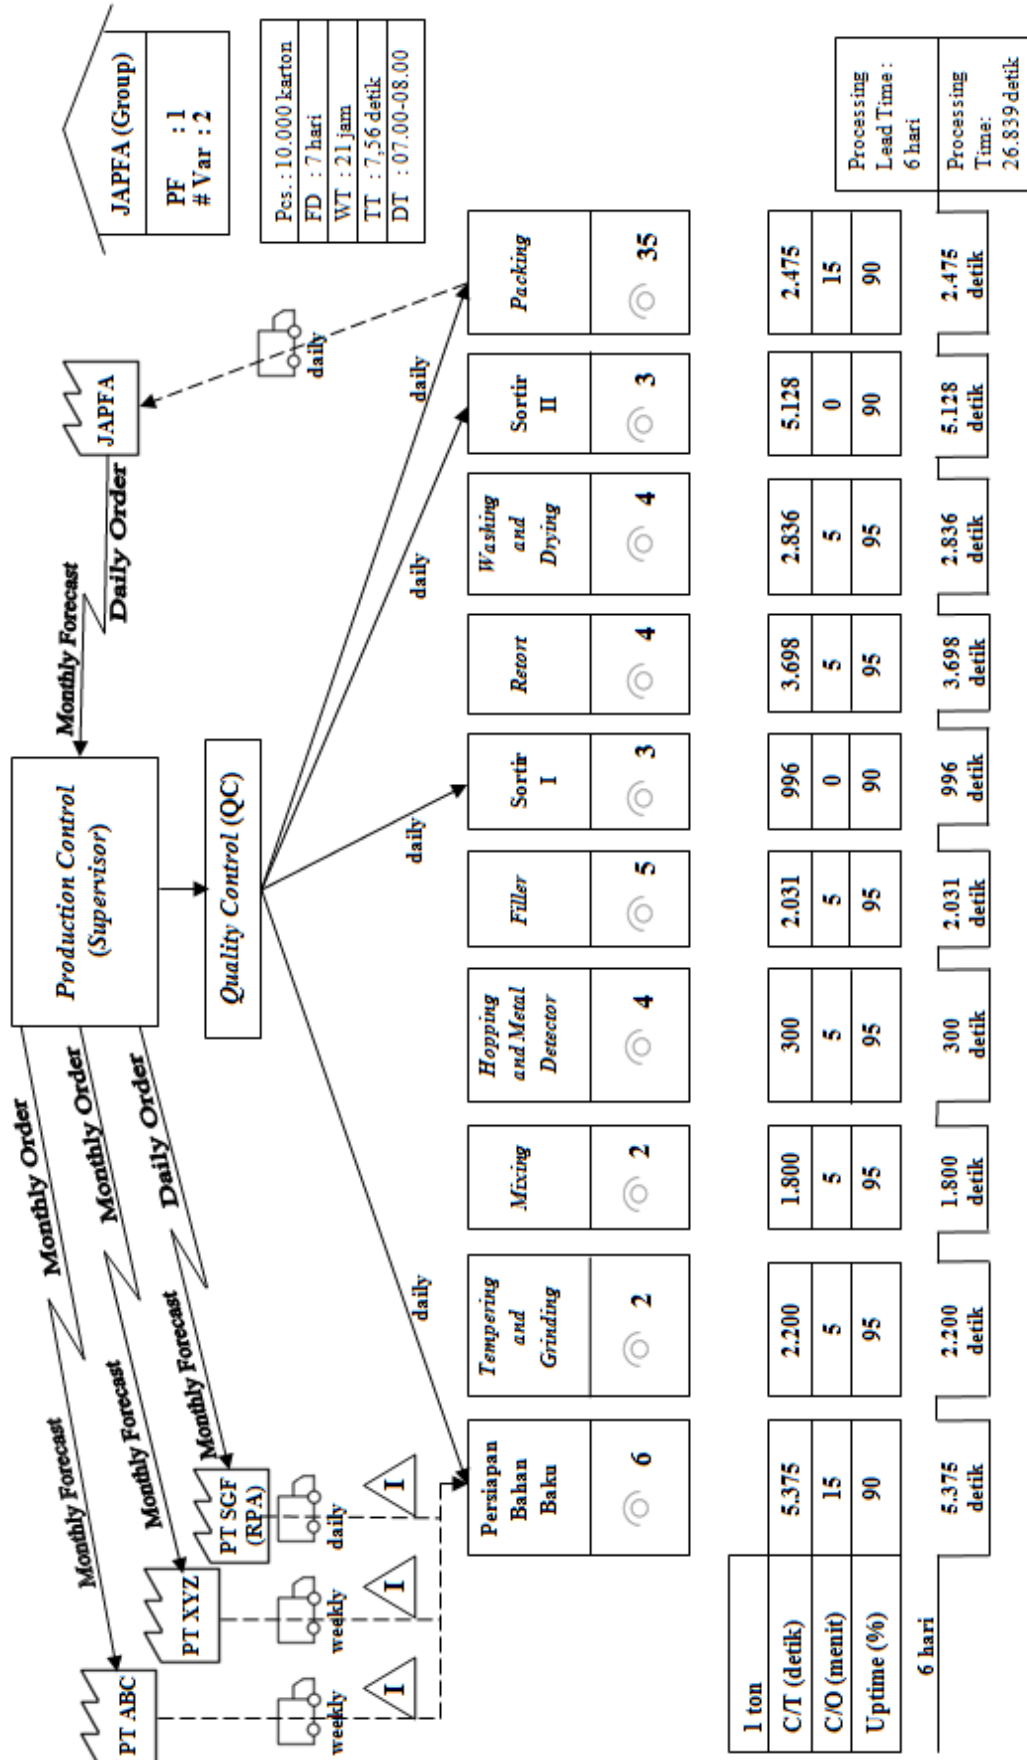 PT ABC
PT XYZ
PT SGF
(RPA)
Monthly Forecast
Monthly Order
Monthly Forecast
Monthly Order
Monthly Forecast
Daily Order
Production Control
(Supervisor)
Quality Control (QC)
Monthly Forecast
Daily Order
JAPFA
JAPFA (Group)
PF : 1
# Var : 2
Pcs. : 10.000 karton
FD : 7 hari
WT : 21 jam
TT : 7,56 detik
DT : 07.00-08.00
weekly
weekly
daily
daily
I
I
I
daily
daily
daily
daily
Persiapan
Bahan
Baku
6
Tempering
and
Grinding
2
Mixing
2
Hopping
and Metal
Detector
4
Filler
5
Sortir
I
3
Retort
4
Washing
and
Drying
4
Sortir
II
3
Packing
35
1 ton
C/T (detik) 5.375 2.200 1.800 300 2.031 996 3.698 2.836 5.128 2.475
C/O (menit) 15 5 5 5 5 0 5 5 0 15
Uptime (%) 90 95 95 95 95 90 95 95 90 90
6 hari
5.375
detik
2.200
detik
1.800
detik
300
detik
2.031
detik
996
detik
3.698
detik
2.836
detik
5.128
detik
2.475
detik
Processing
Lead Time :
6 hari
Processing
Time:
26.839 detik